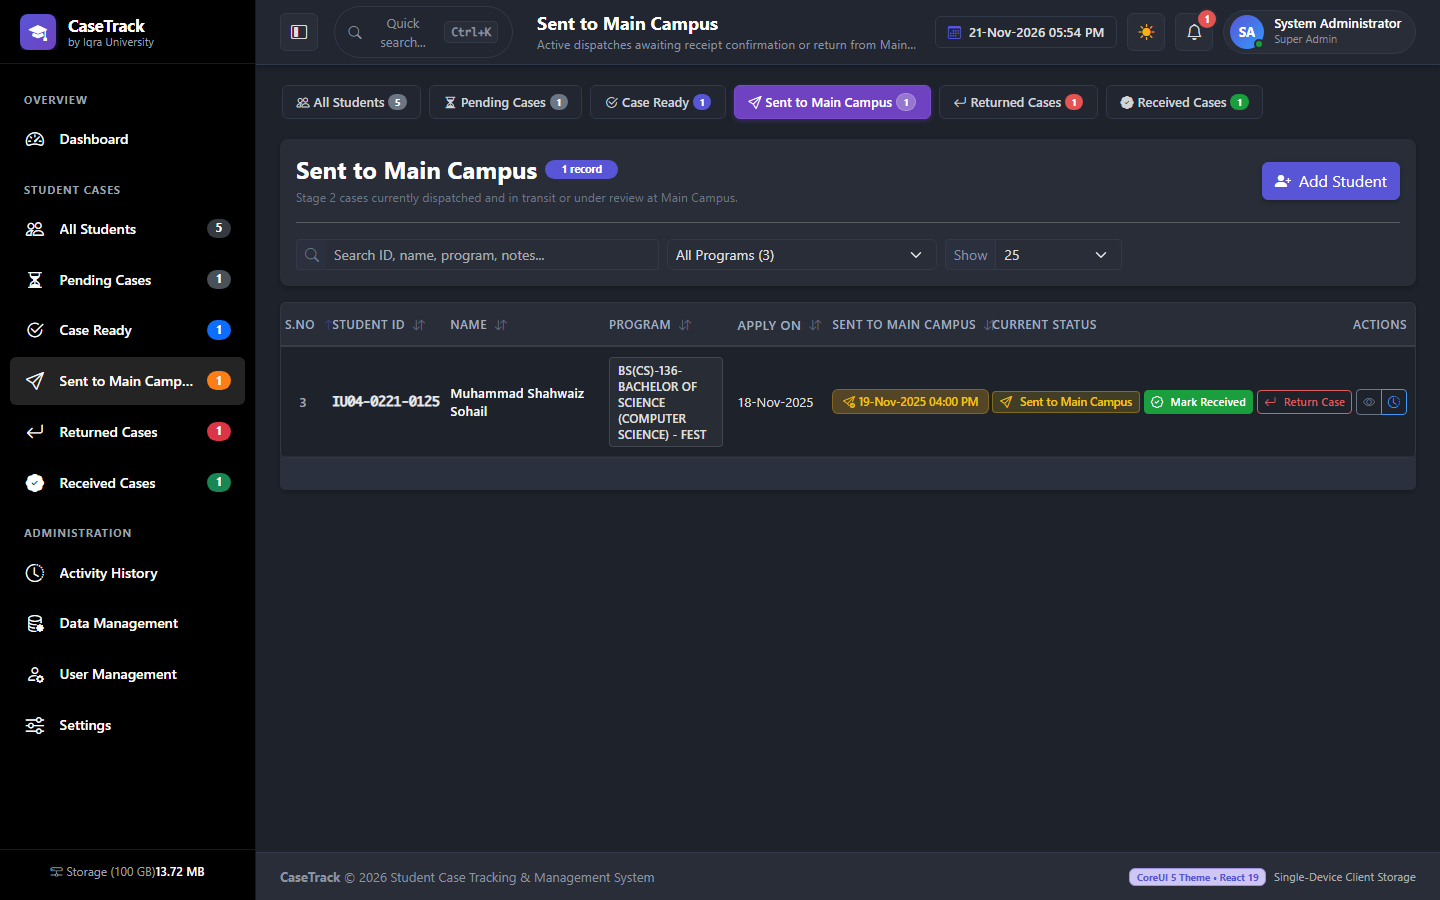 CaseTrack
by Iqra University
OVERVIEW
Dashboard
STUDENT CASES
All Students 5
Pending Cases 1
Case Ready 1
Sent to Main Camp... 1
Returned Cases 1
Received Cases 1
ADMINISTRATION
Activity History
Data Management
User Management
Settings
Storage (100 GB)13.72 MB
Quick
search...
Ctrl+K
Sent to Main Campus
Active dispatches awaiting receipt confirmation or return from Main...
21-Nov-2026 05:54 PM
1
SA
System Administrator
Super Admin
All Students 5
Pending Cases 1
Case Ready 1
Sent to Main Campus 1
Returned Cases 1
Received Cases 1
Sent to Main Campus 1 record
Stage 2 cases currently dispatched and in transit or under review at Main Campus.
Add Student
Search ID, name, program, notes...
All Programs (3)
Show 25
S.NO STUDENT ID NAME PROGRAM APPLY ON SENT TO MAIN CAMPUS CURRENT STATUS ACTIONS
3
IU04-0221-0125
Muhammad Shahwaiz
Sohail
BS(CS)-136-
BACHELOR OF
SCIENCE
(COMPUTER
SCIENCE) - FEST
18-Nov-2025
19-Nov-2025 04:00 PM
Sent to Main Campus
Mark Received
Return Case
CaseTrack © 2026 Student Case Tracking & Management System
CoreUI 5 Theme • React 19
Single-Device Client Storage